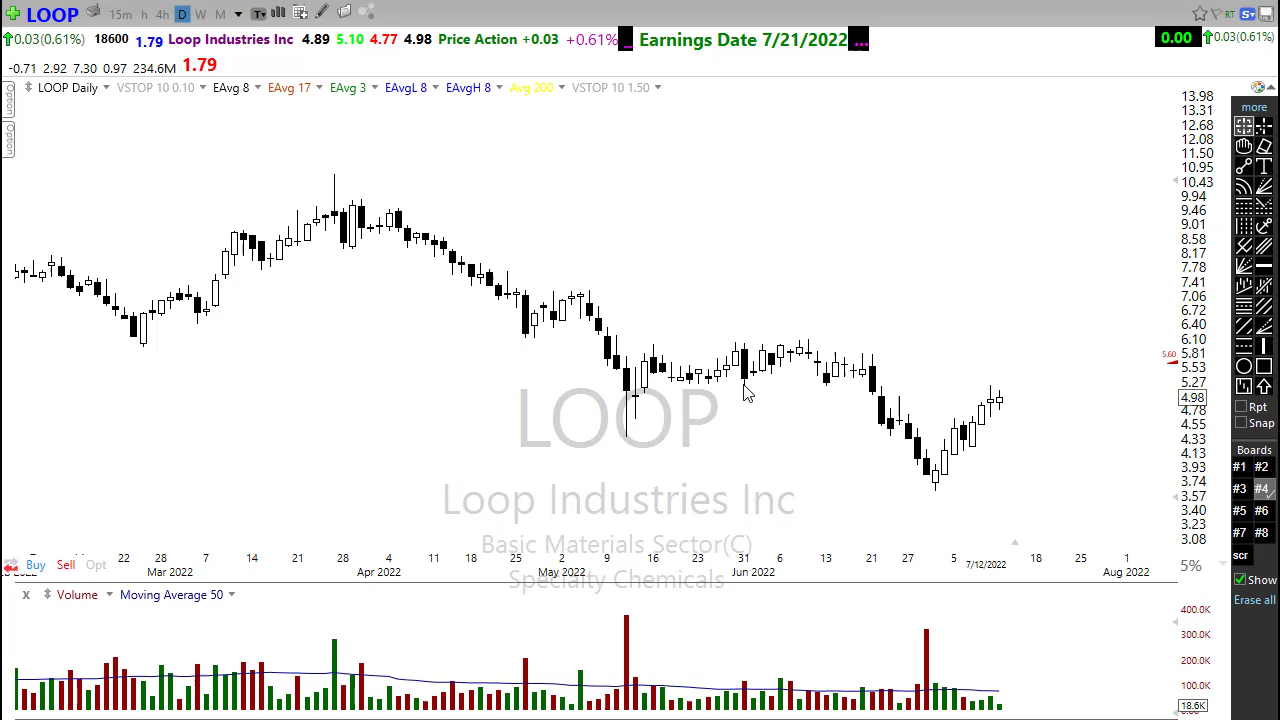 LOOP 15m h 4h D W M T RT S
0.03(0.61%) 18600 1.79 Loop Industries Inc 4.89 5.10 4.77 4.98 Price Action +0.03 +0.61% ... Earnings Date 7/21/2022 ... 0.00 0.03(0.61%)
-0.71 2.92 7.30 0.97 234.6M 1.79
Option
Option
LOOP Daily VSTOP 10 0.10 EAvg 8 EAvg 17 EAvg 3 EAvgL 8 EAvgH 8 Avg 200 VSTOP 10 1.50
13.98
13.31
12.68
12.08
11.50
10.95
10.43
9.94
9.46
9.01
8.58
8.17
7.78
7.41
7.06
6.72
6.40
6.10
5.81
5.60
5.53
5.27
4.98
4.78
4.55
4.33
4.13
3.93
3.74
3.57
3.40
3.23
3.08
more
T
Rpt
Snap
Boards
#1 #2
#3 #4
#5 #6
#7 #8
scr
Show
Erase all
LOOP
Loop Industries Inc
Basic Materials Sector(C)
Specialty Chemicals
22 28 7 14 21 28 4 11 18 25 2 9 16 23 31 6 13 21 27 5 7/12/2022 18 25 1
Mar 2022 Apr 2022 May 2022 Jun 2022 Aug 2022
Buy Sell Opt
5%
x Volume Moving Average 50
400.0K
300.0K
200.0K
100.0K
18.6K